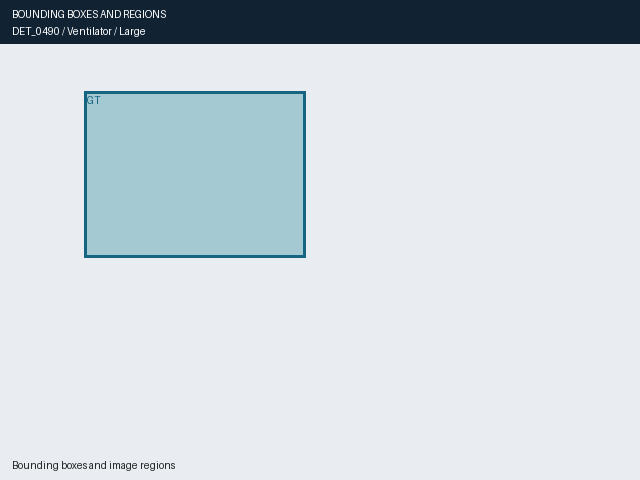 BOUNDING BOXES AND REGIONS
DET_0490 / Ventilator / Large
GT
Bounding boxes and image regions